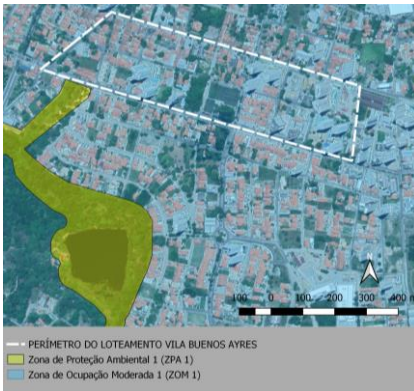 100 0 100 200 300 400 m
PERÍMETRO DO LOTEAMENTO VILA BUENOS AYRES
Zona de Proteção Ambiental 1 (ZPA 1)
Zona de Ocupação Moderada 1 (ZOM 1)